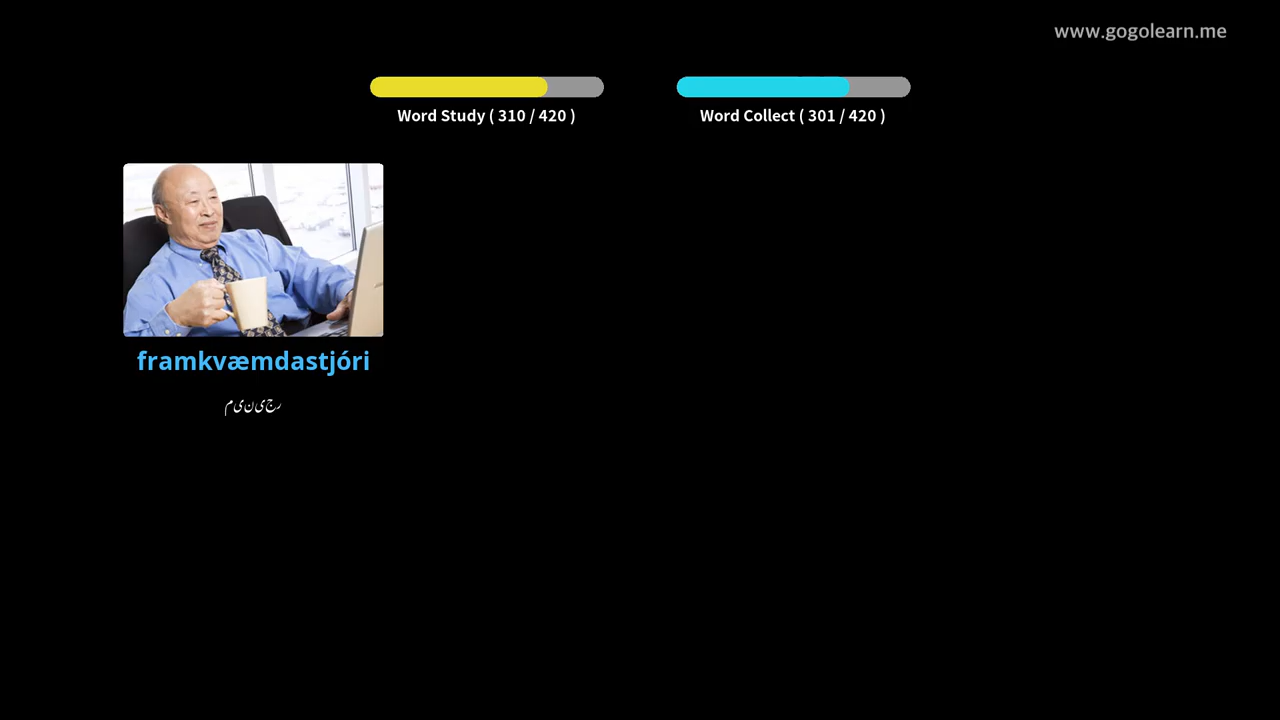 www.gogolearn.me
Word Study ( 310 / 420 )
Word Collect ( 301 / 420 )
framkvæmdastjóri
مینیجر